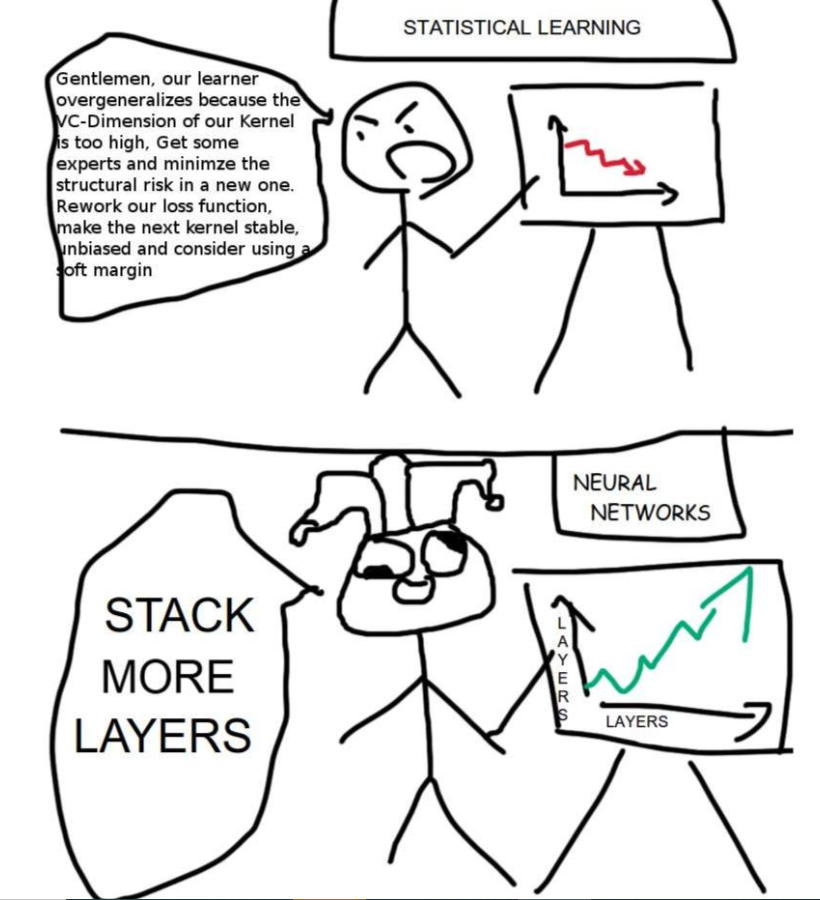 STATISTICAL LEARNING
Gentlemen, our learner
overgeneralizes because the
VC-Dimension of our Kernel
is too high, Get some
experts and minimze the
structural risk in a new one.
Rework our loss function,
make the next kernel stable,
unbiased and consider using a
soft margin
NEURAL
NETWORKS
STACK
MORE
LAYERS
LAYERS
LAYERS